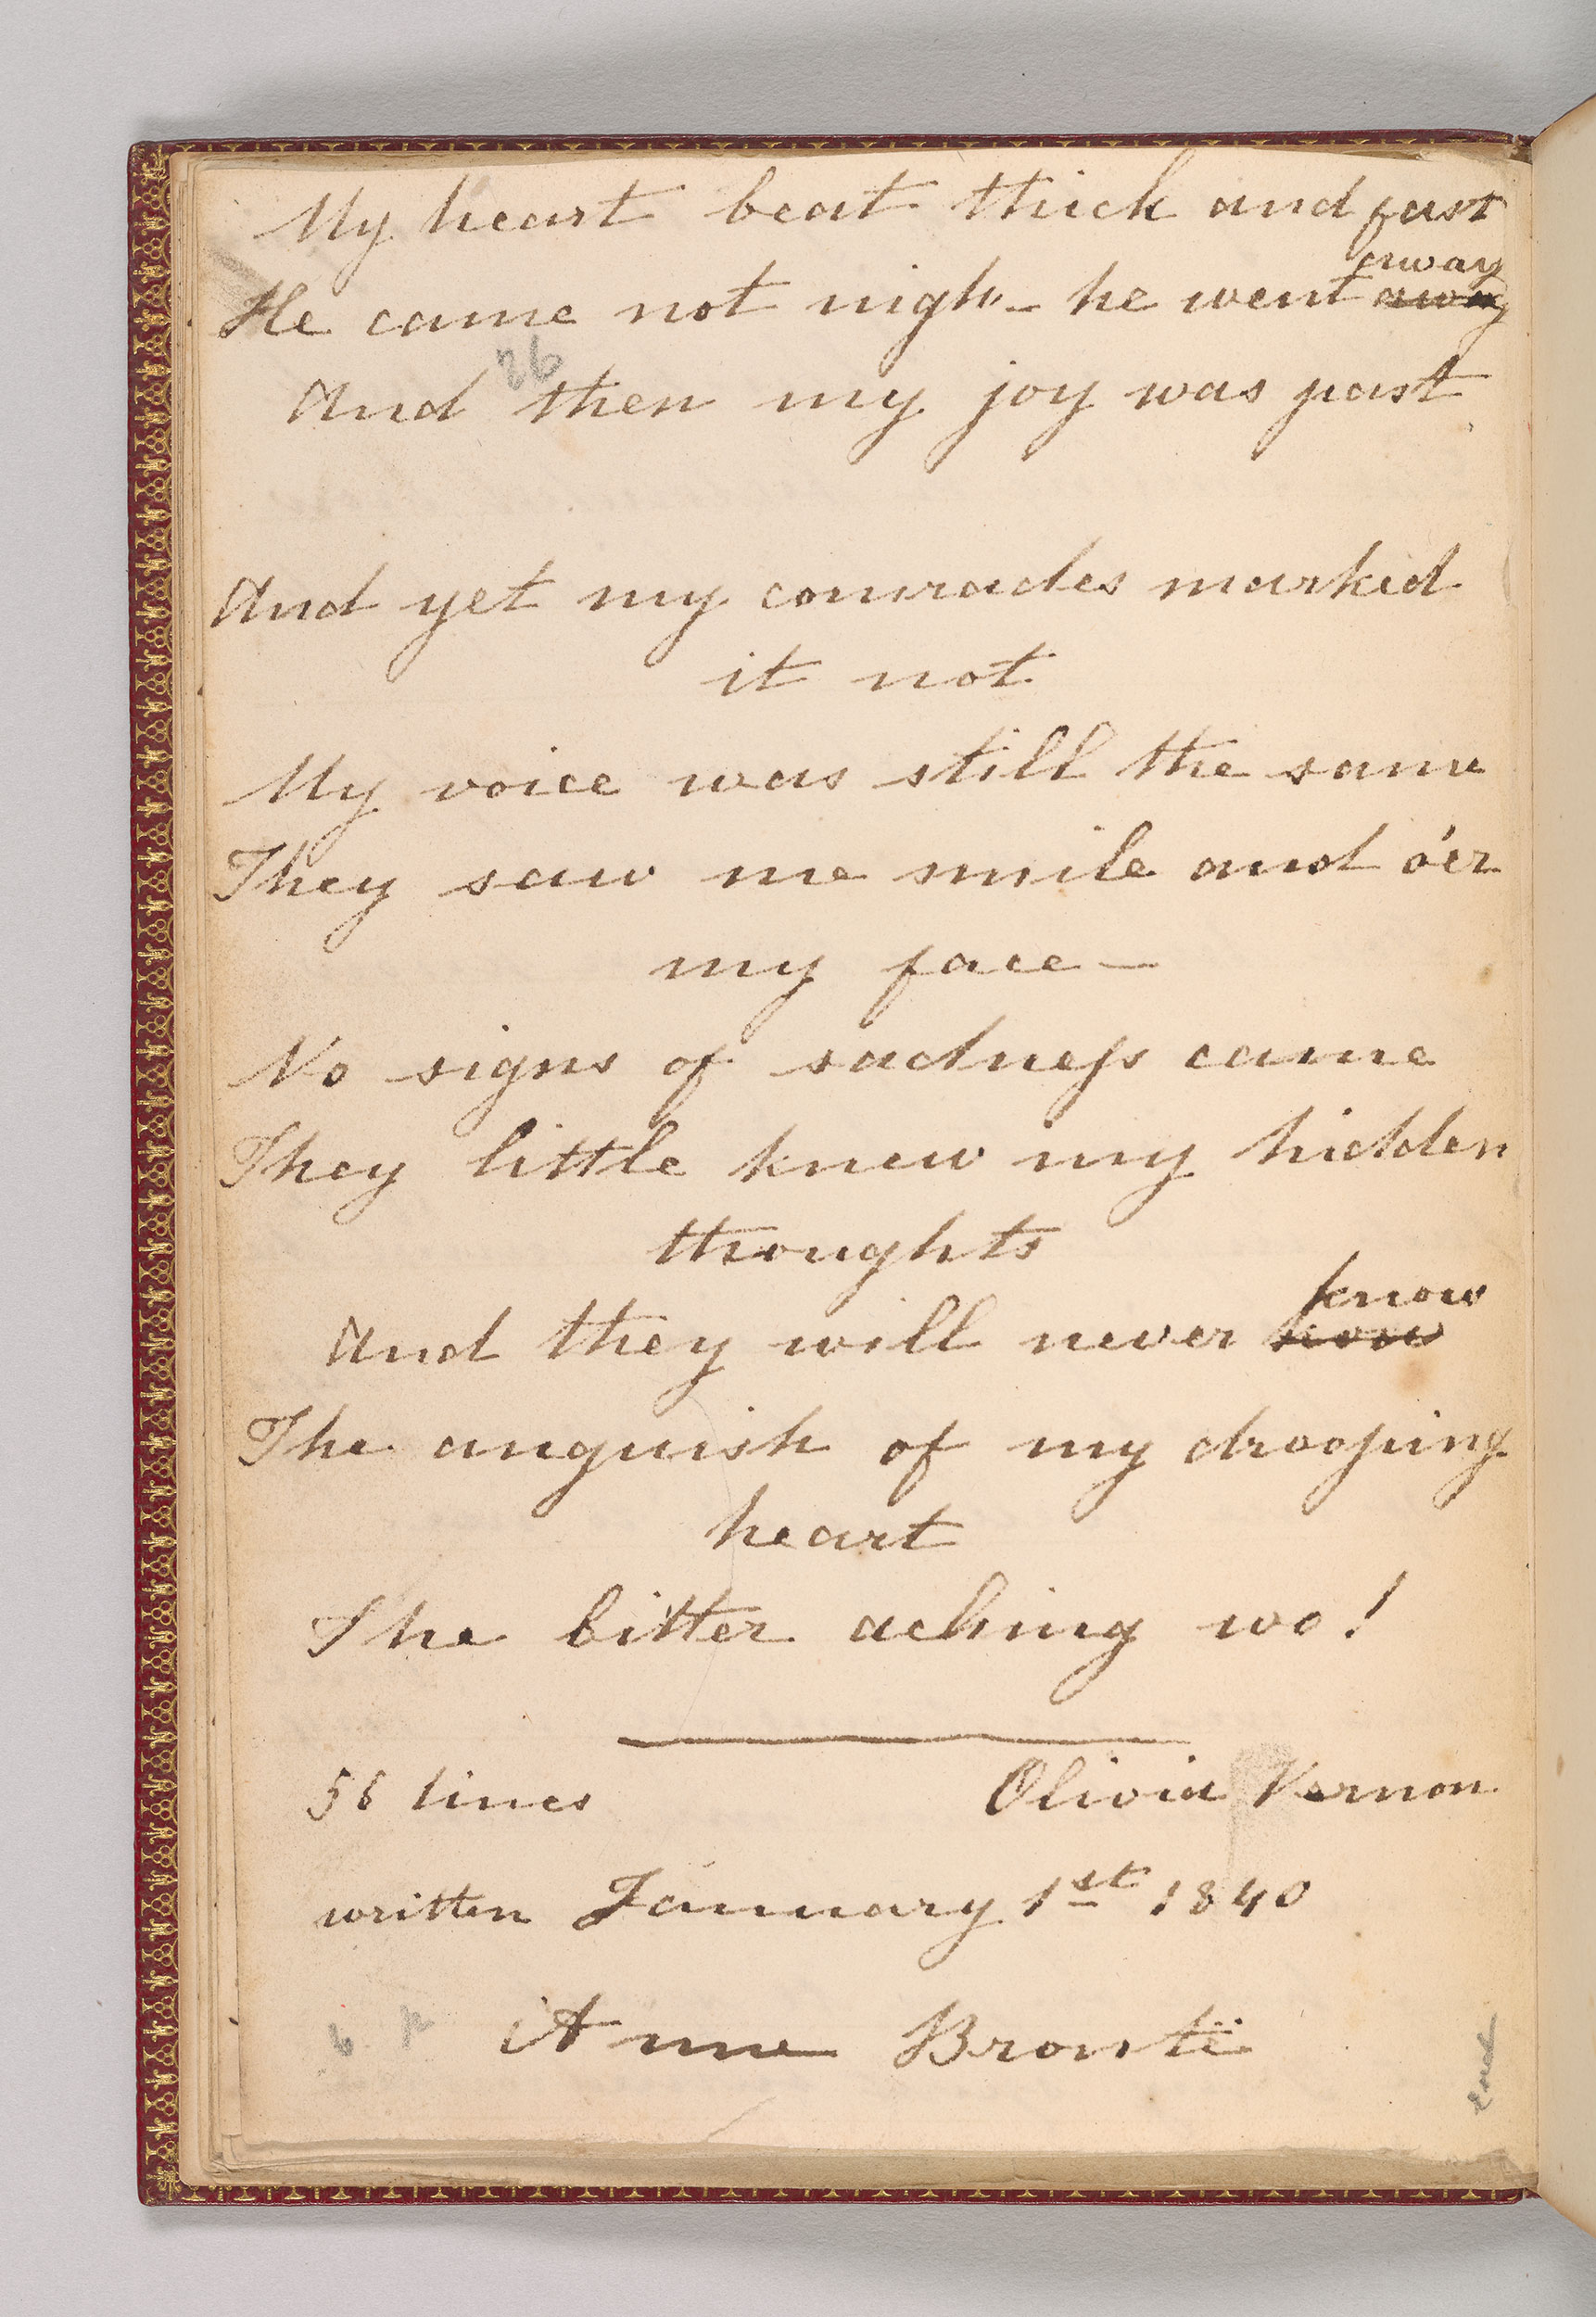 My heart beat thick and fast
away
He came not nigh - he went away
26
And then my joy was past
And yet my comrades marked
it not
My voice was still the same
They saw me smile and o'er
my face -
No signs of sadness came
They little knew my hidden
thoughts
know
And they will never
The anguish of my drooping
heart
The bitter aching wo!
56 lines Olivia Vernon
written January 1st 1840
Anne Brontë
End